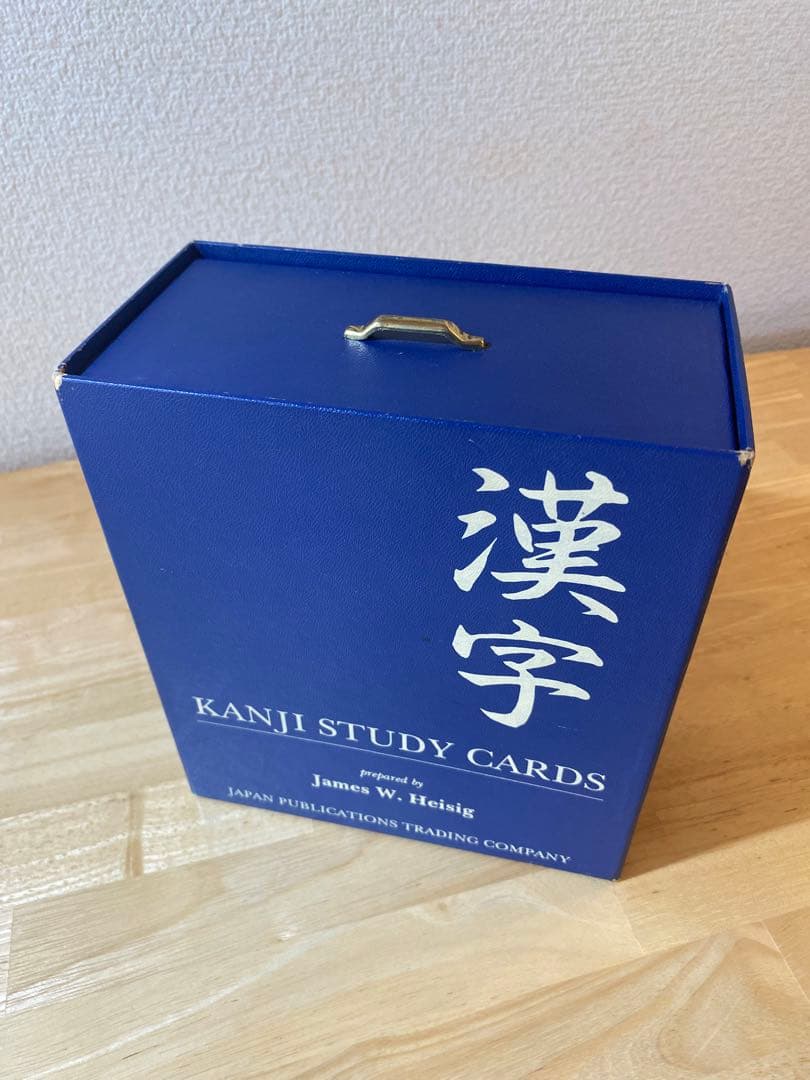 漢字
KANJI STUDY CARDS
prepared by
James W. Heisig
JAPAN PUBLICATIONS TRADING COMPANY